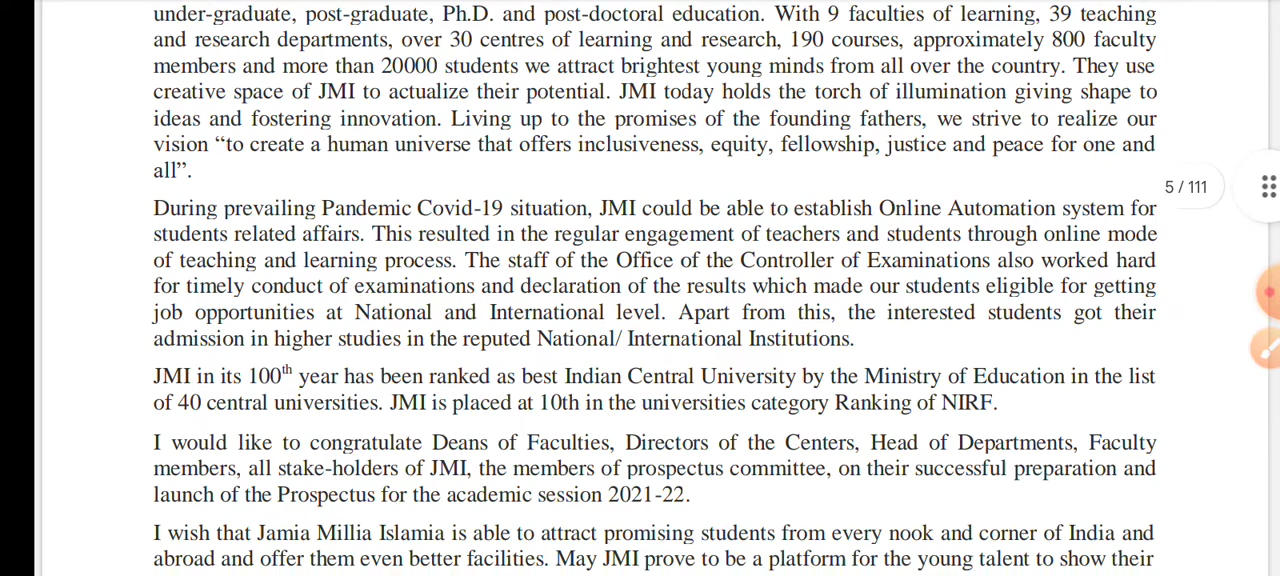 under-graduate, post-graduate, Ph.D. and post-doctoral education. With 9 faculties of learning, 39 teaching
and research departments, over 30 centres of learning and research, 190 courses, approximately 800 faculty
members and more than 20000 students we attract brightest young minds from all over the country. They use
creative space of JMI to actualize their potential. JMI today holds the torch of illumination giving shape to
ideas and fostering innovation. Living up to the promises of the founding fathers, we strive to realize our
vision “to create a human universe that offers inclusiveness, equity, fellowship, justice and peace for one and
all”.
5 / 111
During prevailing Pandemic Covid-19 situation, JMI could be able to establish Online Automation system for
students related affairs. This resulted in the regular engagement of teachers and students through online mode
of teaching and learning process. The staff of the Office of the Controller of Examinations also worked hard
for timely conduct of examinations and declaration of the results which made our students eligible for getting
job opportunities at National and International level. Apart from this, the interested students got their
admission in higher studies in the reputed National/ International Institutions.
JMI in its 100th year has been ranked as best Indian Central University by the Ministry of Education in the list
of 40 central universities. JMI is placed at 10th in the universities category Ranking of NIRF.
I would like to congratulate Deans of Faculties, Directors of the Centers, Head of Departments, Faculty
members, all stake-holders of JMI, the members of prospectus committee, on their successful preparation and
launch of the Prospectus for the academic session 2021-22.
I wish that Jamia Millia Islamia is able to attract promising students from every nook and corner of India and
abroad and offer them even better facilities. May JMI prove to be a platform for the young talent to show their